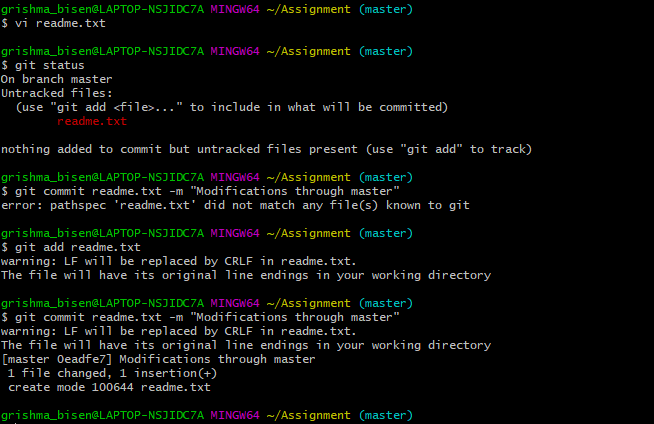 grishma_bisen@LAPTOP-NSJIDC7A MINGW64 ~/Assignment (master)
$ vi readme.txt
grishma_bisen@LAPTOP-NSJIDC7A MINGW64 ~/Assignment (master)
$ git status
On branch master
Untracked files:
  (use "git add <file>..." to include in what will be committed)
        readme.txt
nothing added to commit but untracked files present (use "git add" to track)
grishma_bisen@LAPTOP-NSJIDC7A MINGW64 ~/Assignment (master)
$ git commit readme.txt -m "Modifications through master"
error: pathspec 'readme.txt' did not match any file(s) known to git
grishma_bisen@LAPTOP-NSJIDC7A MINGW64 ~/Assignment (master)
$ git add readme.txt
warning: LF will be replaced by CRLF in readme.txt.
The file will have its original line endings in your working directory
grishma_bisen@LAPTOP-NSJIDC7A MINGW64 ~/Assignment (master)
$ git commit readme.txt -m "Modifications through master"
warning: LF will be replaced by CRLF in readme.txt.
The file will have its original line endings in your working directory
[master 0eadfe7] Modifications through master
 1 file changed, 1 insertion(+)
 create mode 100644 readme.txt
grishma_bisen@LAPTOP-NSJIDC7A MINGW64 ~/Assignment (master)